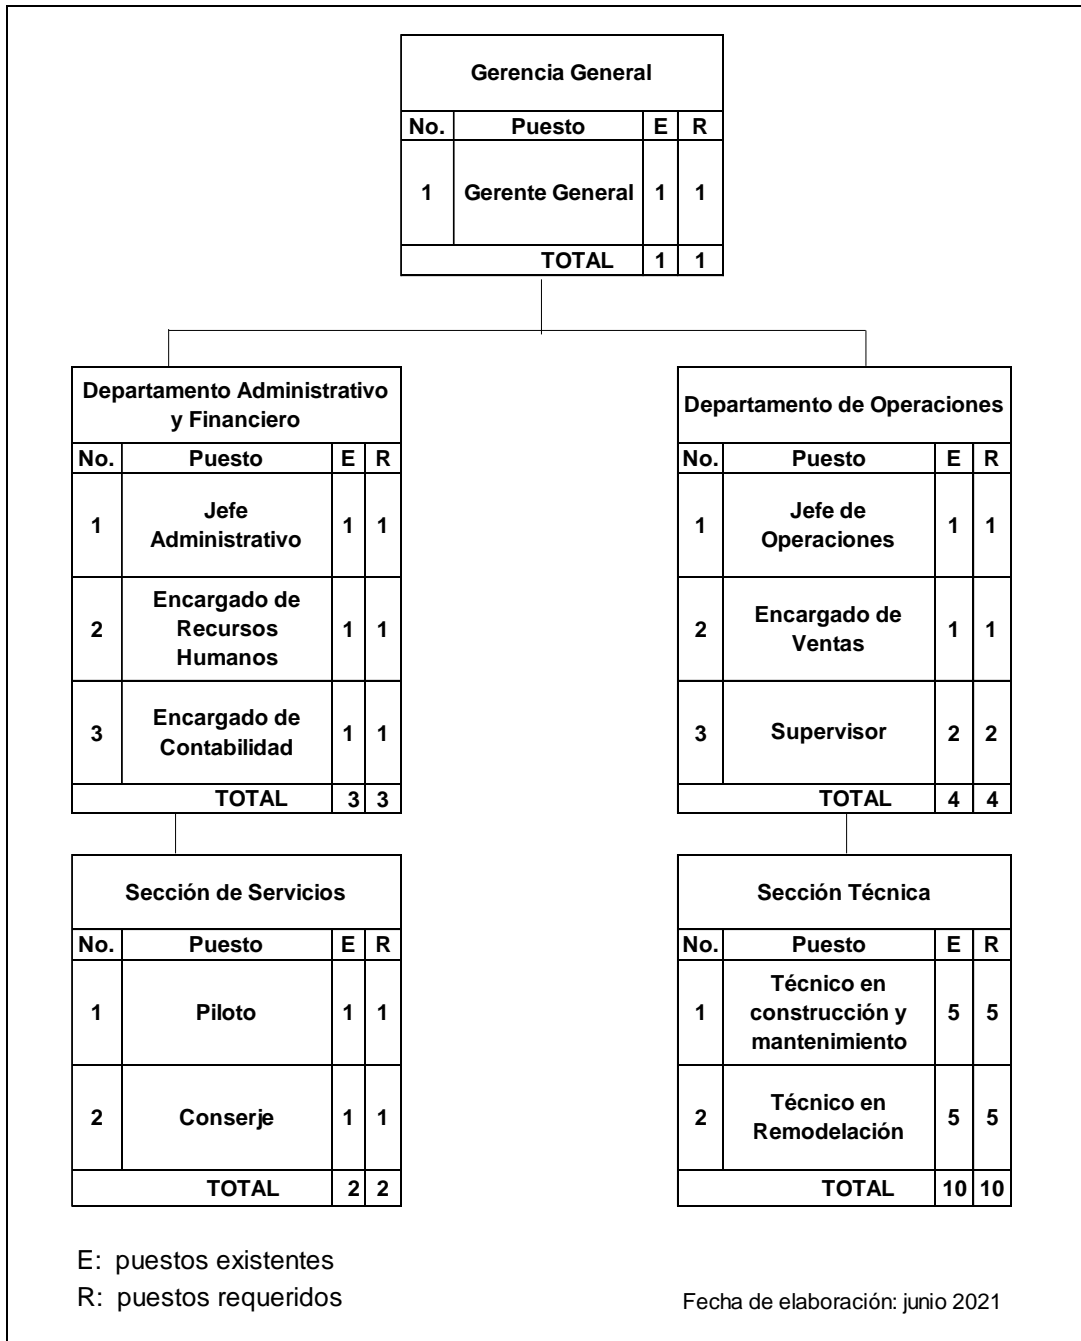 Gerencia General
No. Puesto E R
1 Gerente General 1 1
TOTAL 1 1
Departamento Administrativo
y Financiero
No. Puesto E R
1 Jefe
Administrativo 1 1
2 Encargado de
Recursos
Humanos 1 1
3 Encargado de
Contabilidad 1 1
TOTAL 3 3
Departamento de Operaciones
No. Puesto E R
1 Jefe de
Operaciones 1 1
2 Encargado de
Ventas 1 1
3 Supervisor 2 2
TOTAL 4 4
Sección de Servicios
No. Puesto E R
1 Piloto 1 1
2 Conserje 1 1
TOTAL 2 2
Sección Técnica
No. Puesto E R
1 Técnico en
construcción y
mantenimiento 5 5
2 Técnico en
Remodelación 5 5
TOTAL 10 10
E: puestos existentes
R: puestos requeridos
Fecha de elaboración: junio 2021